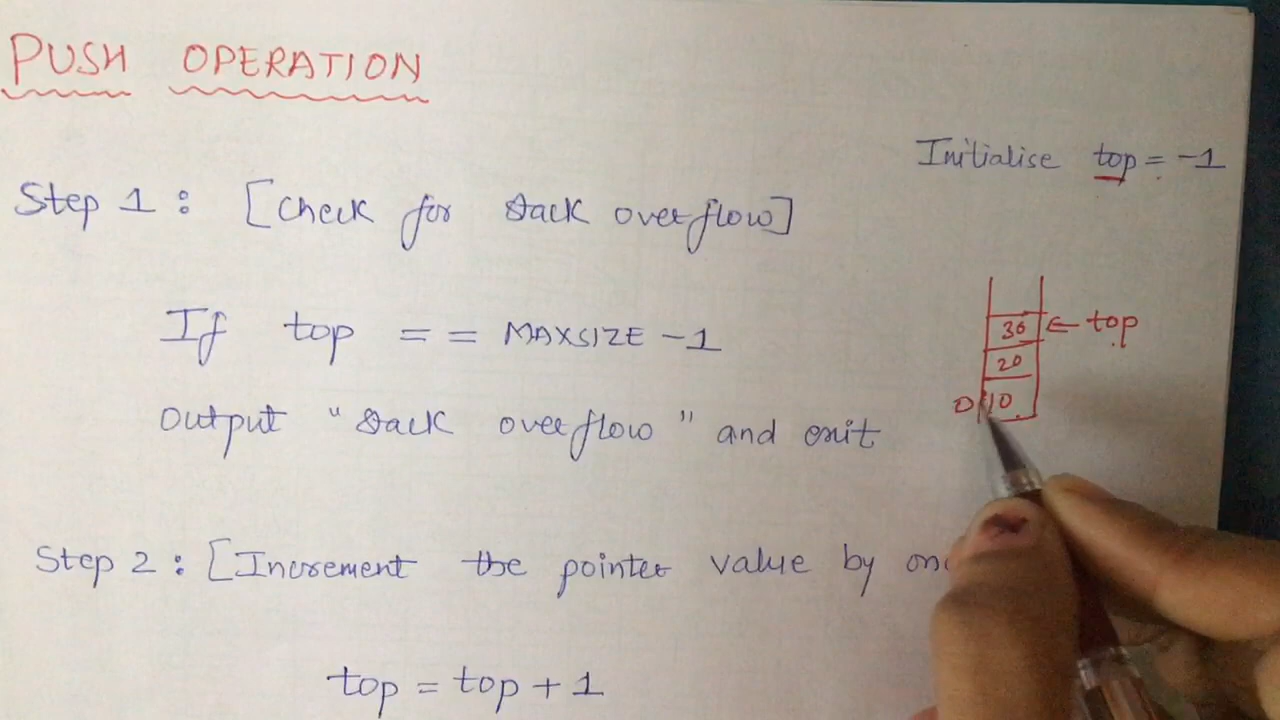 PUSH OPERATION
Initialise top = -1
Step 1 : [Check for stack overflow]
If top == MAXSIZE -1
Output "Stack overflow" and exit
30 ← top
20
0 10
Step 2 : [Increment the pointer value by
top = top + 1